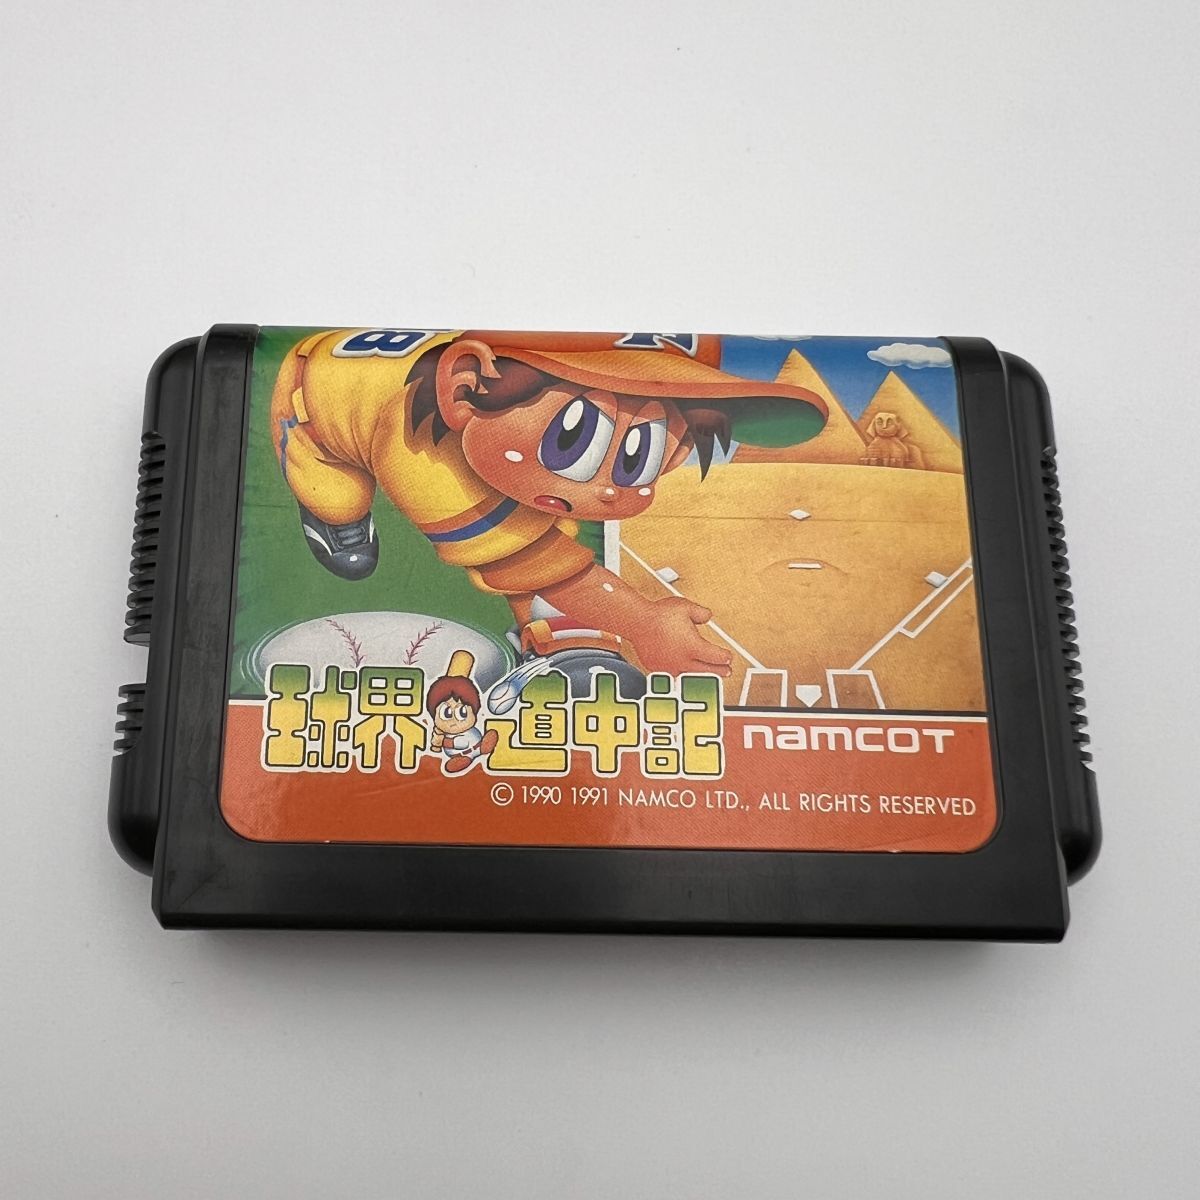 球界道中記
namcoT
© 1990 1991 NAMCO LTD., ALL RIGHTS RESERVED